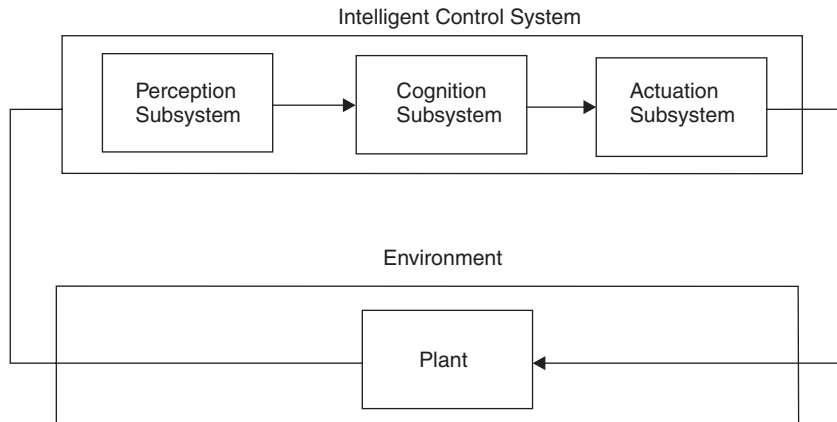 Intelligent Control System
Perception
Subsystem
Cognition
Subsystem
Actuation
Subsystem
Environment
Plant